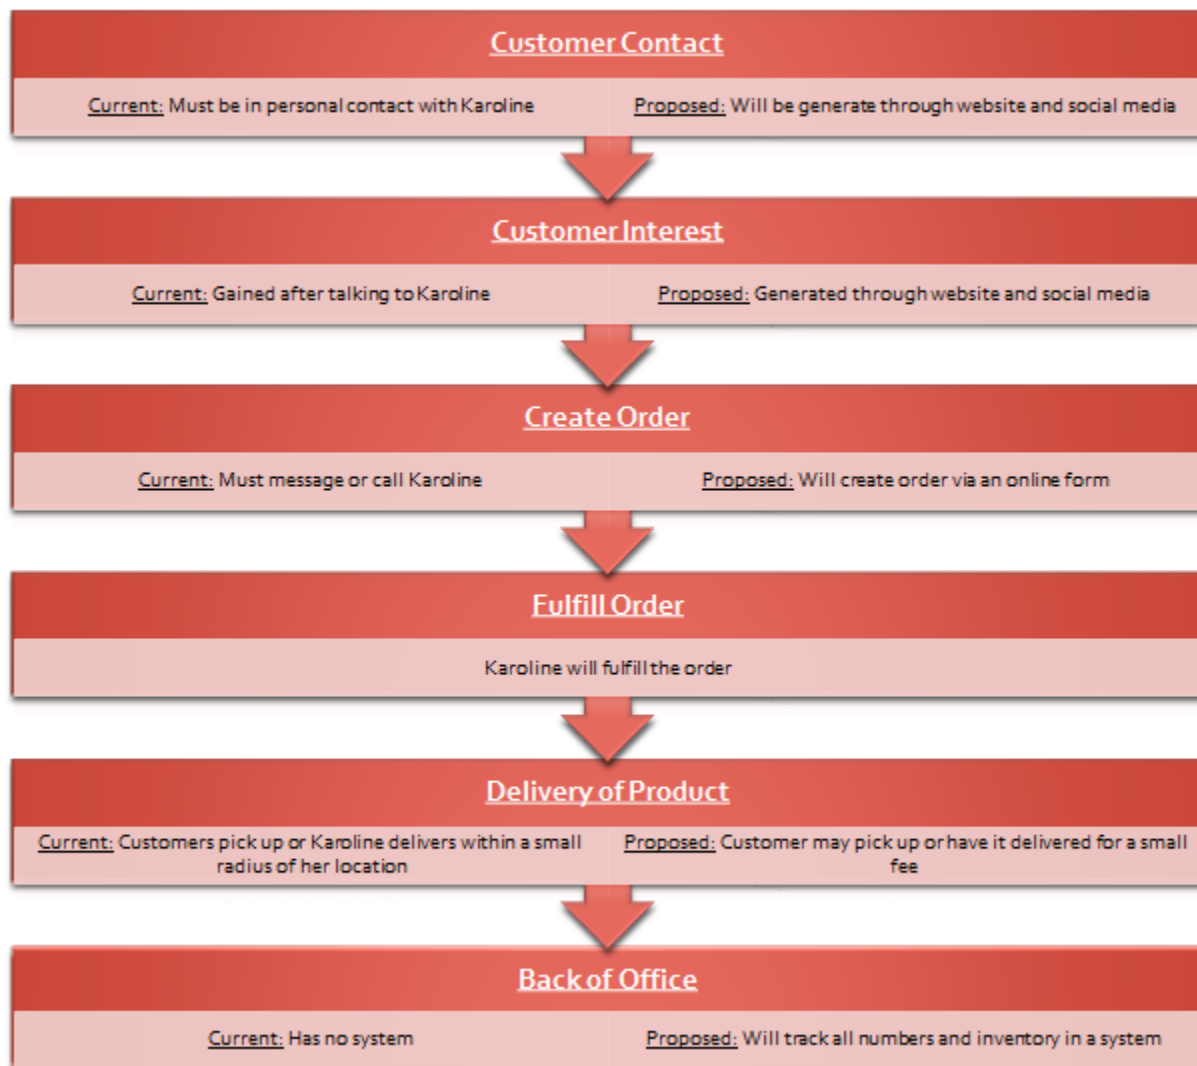 Customer Contact
Current: Must be in personal contact with Karoline
Proposed: Will be generate through website and social media
Customer Interest
Current: Gained after talking to Karoline
Proposed: Generated through website and social media
Create Order
Current: Must message or call Karoline
Proposed: Will create order via an online form
Fulfill Order
Karoline will fulfill the order
Delivery of Product
Current: Customers pick up or Karoline delivers within a small
radius of her location
Proposed: Customer may pick up or have it delivered for a small
fee
Back of Office
Current: Has no system
Proposed: Will track all numbers and inventory in a system